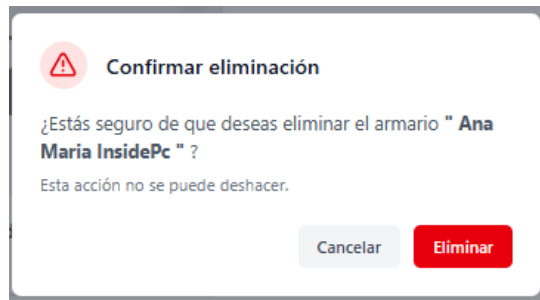 Confirmar eliminación
¿Estás seguro de que deseas eliminar el armario " Ana
Maria InsidePc " ?
Esta acción no se puede deshacer.
Cancelar
Eliminar